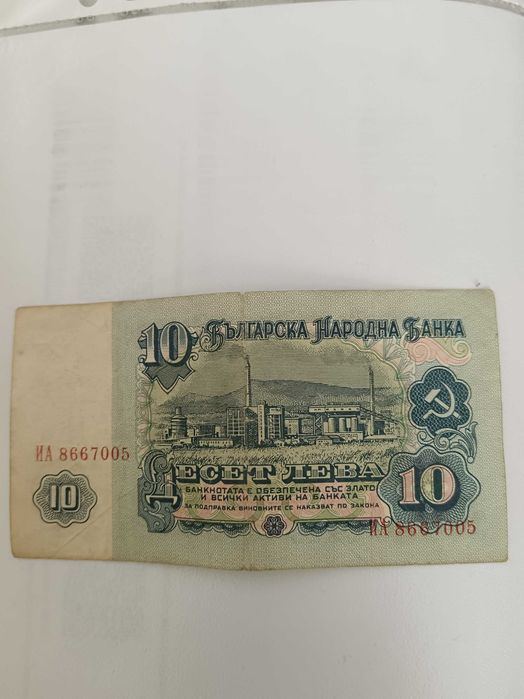 10 БЪЛГАРСКА НАРОДНА БАНКА
ИА 8667005
10
ДЕСЕТ ЛЕВА
10
БАНКНОТАТА Е ОБЕЗПЕЧЕНА СЪС ЗЛАТО
И ВСИЧКИ АКТИВИ НА БАНКАТА
ЗА ПОДПРАВКА ВИНОВНИТЕ СЕ НАКАЗВАТ ПО ЗАКОНА
ИА 8667005